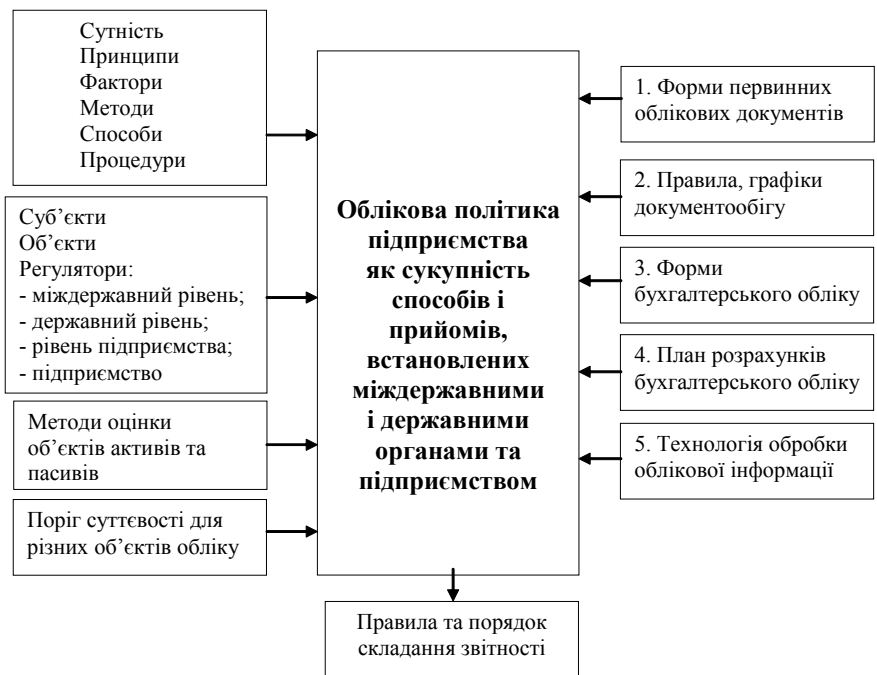 Сутність
Принципи
Фактори
Методи
Способи
Процедури
Суб’єкти
Об’єкти
Регулятори:
- міждержавний рівень;
- державний рівень;
- рівень підприємства;
- підприємство
Методи оцінки
об’єктів активів та
пасивів
Поріг суттєвості для
різних об’єктів обліку
Облікова політика
підприємства
як сукупність
способів і
прийомів,
встановлених
міждержавними
і державними
органами та
підприємством
1. Форми первинних
облікових документів
2. Правила, графіки
документообігу
3. Форми
бухгалтерського обліку
4. План розрахунків
бухгалтерського обліку
5. Технологія обробки
облікової інформації
Правила та порядок
складання звітності